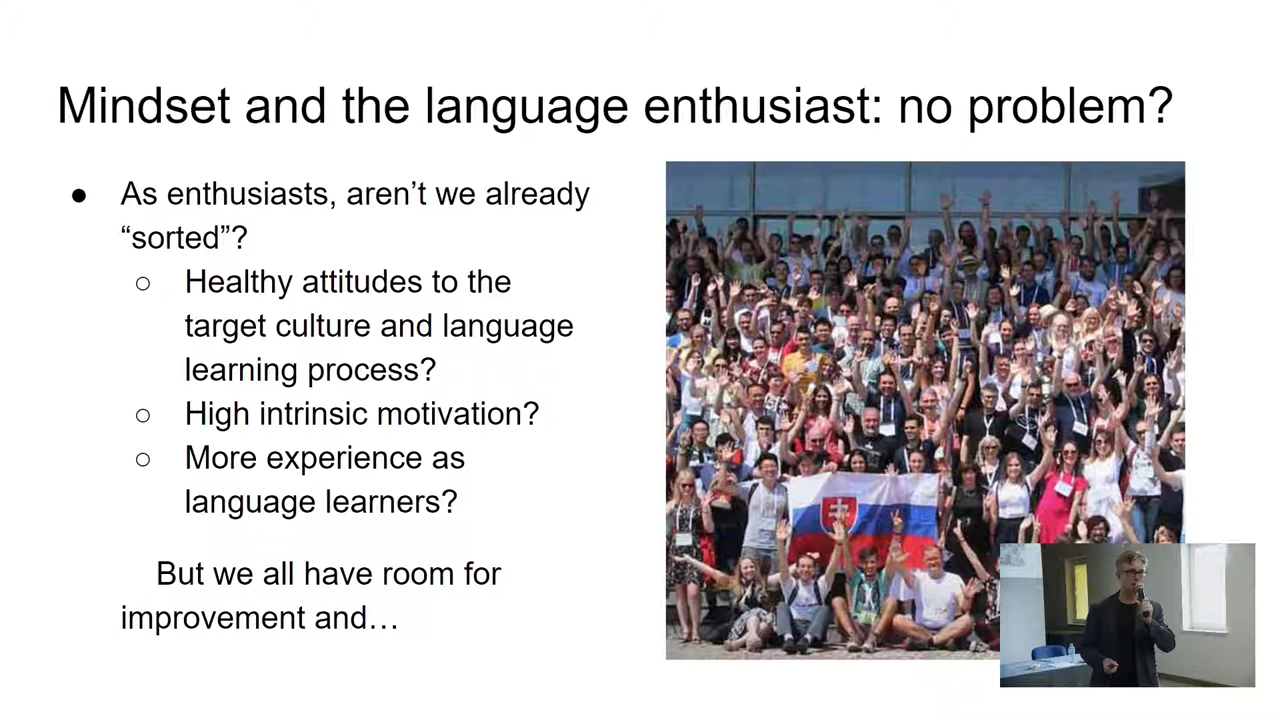 Mindset and the language enthusiast: no problem?
● As enthusiasts, aren’t we already
“sorted”?
○ Healthy attitudes to the
target culture and language
learning process?
○ High intrinsic motivation?
○ More experience as
language learners?
But we all have room for
improvement and…